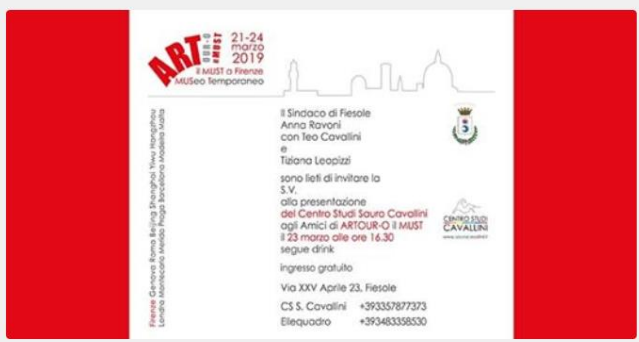 ART
OUR-O
il MUST
21-24
marzo
2019
il MUST a Firenze
MUSeo Temporaneo
Firenze Genova Roma Beijing Shanghai Yiwu Hangzhou
Londra Montecarlo Merida Praga Barcelona Madeira Malta
Il Sindaco di Fiesole
Anna Ravoni
con Teo Cavallini
e
Tiziana Leopizzi
sono lieti di invitare la
S.V.
alla presentazione
del Centro Studi Sauro Cavallini
agli Amici di ARTOUR-O il MUST
il 23 marzo alle ore 16.30
segue drink
ingresso gratuito
Via XXV Aprile 23, Fiesole
CS S. Cavallini +393357877373
Ellequadro +393483358530
CENTRO STUDI
CAVALLINI